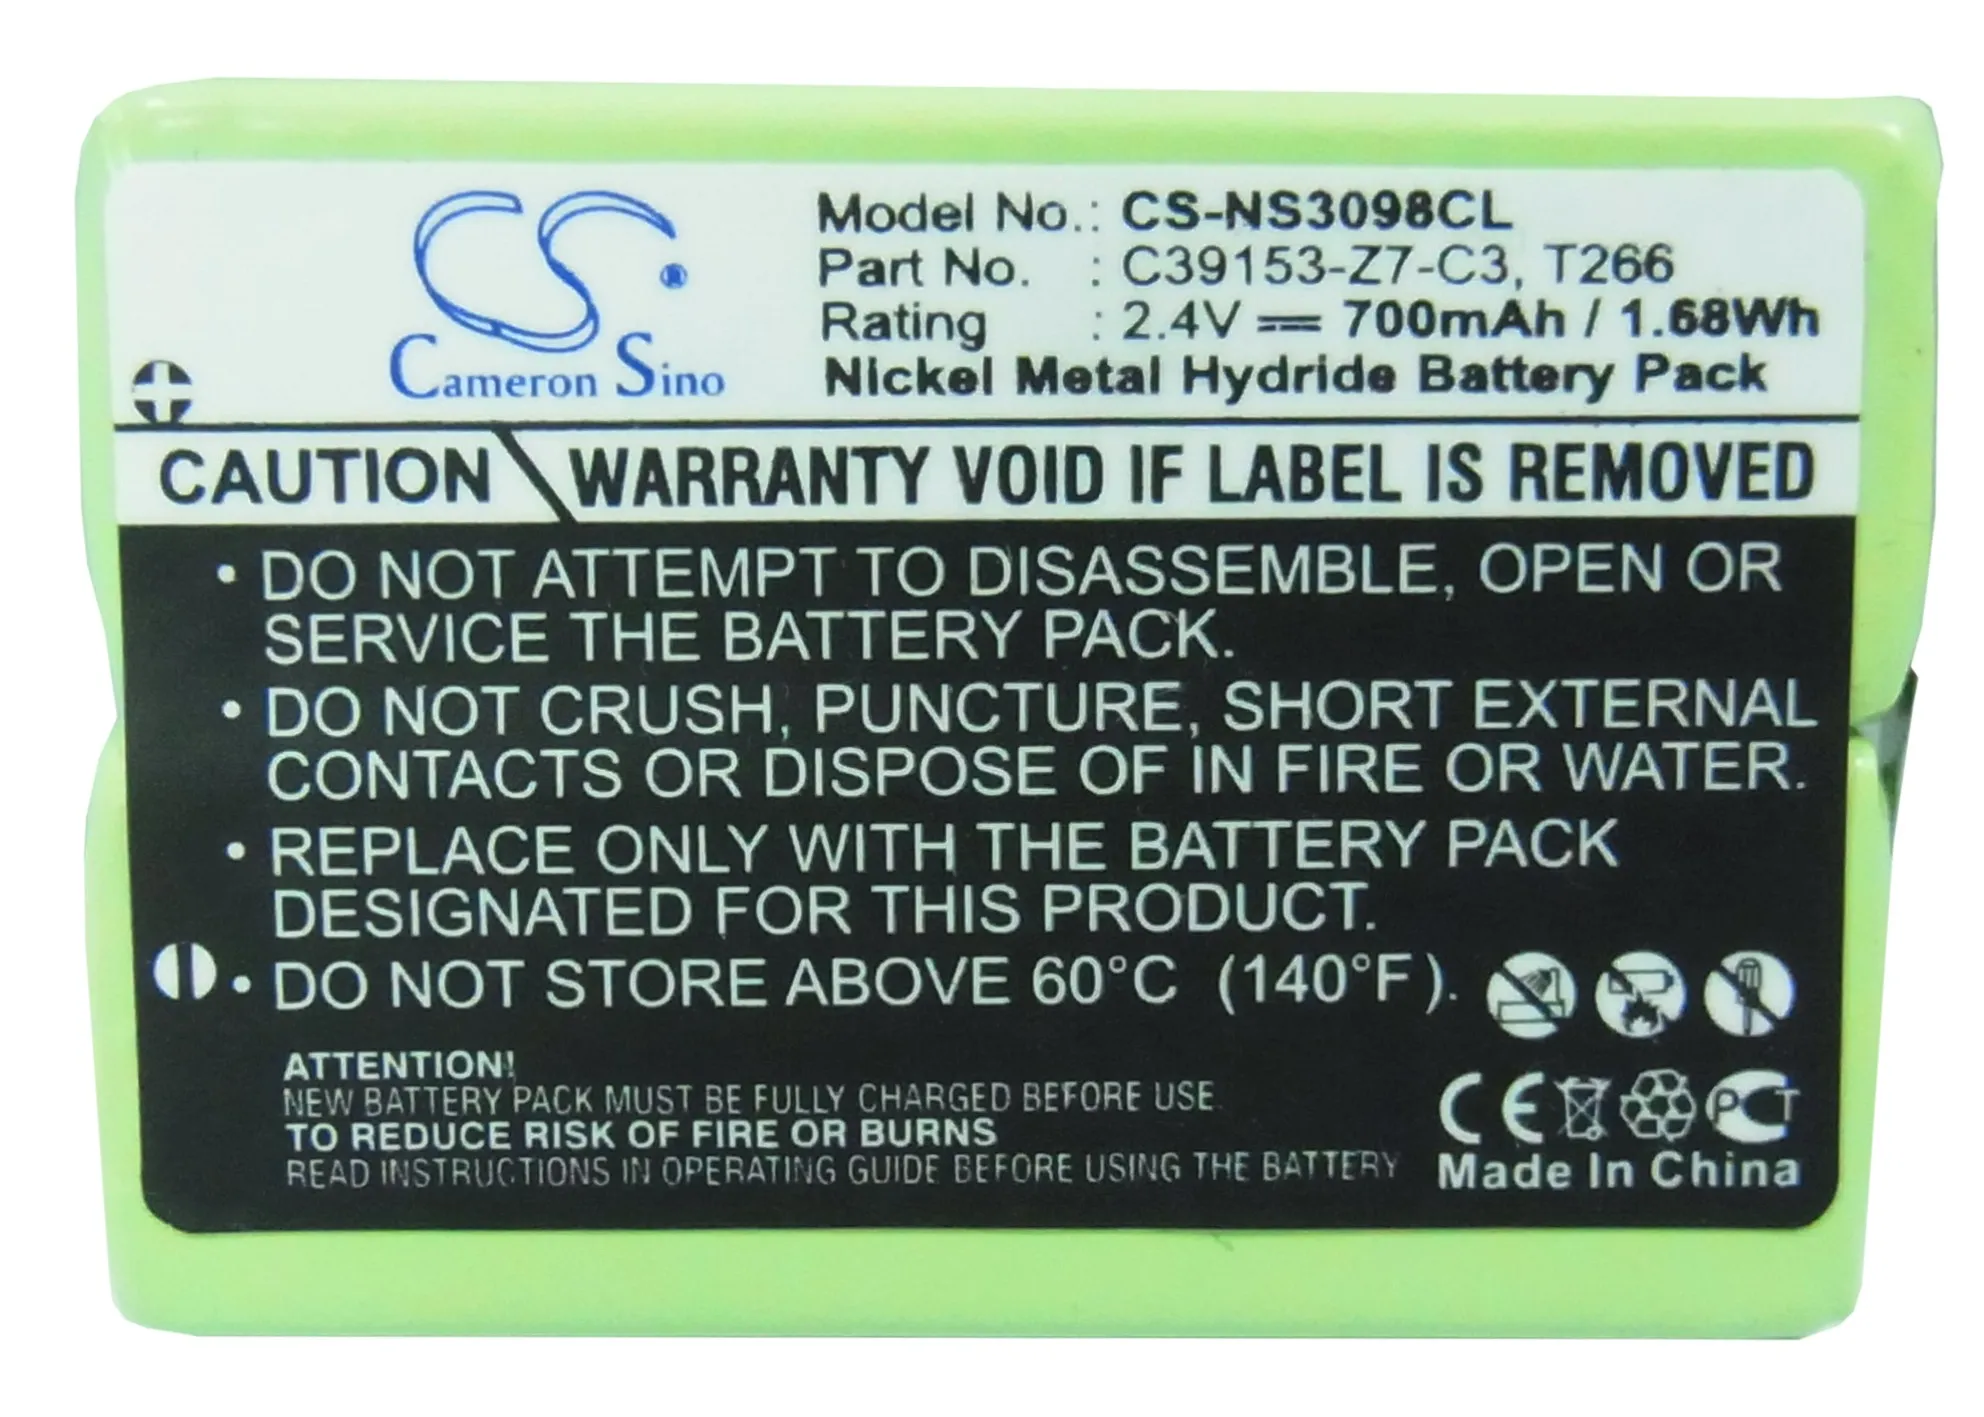 CS®
Cameron Sino
Model No.: CS-NS3098CL
Part No. : C39153-Z7-C3, T266
Rating : 2.4V 700mAh / 1.68Wh
Nickel Metal Hydride Battery Pack
CAUTION WARRANTY VOID IF LABEL IS REMOVED
• DO NOT ATTEMPT TO DISASSEMBLE, OPEN OR
SERVICE THE BATTERY PACK.
• DO NOT CRUSH, PUNCTURE, SHORT EXTERNAL
CONTACTS OR DISPOSE OF IN FIRE OR WATER.
• REPLACE ONLY WITH THE BATTERY PACK
DESIGNATED FOR THIS PRODUCT.
• DO NOT STORE ABOVE 60°C (140°F).
ATTENTION!
NEW BATTERY PACK MUST BE FULLY CHARGED BEFORE USE
TO REDUCE RISK OF FIRE OR BURNS
READ INSTRUCTIONS IN OPERATING GUIDE BEFORE USING THE BATTERY
CE PCT
Made In China